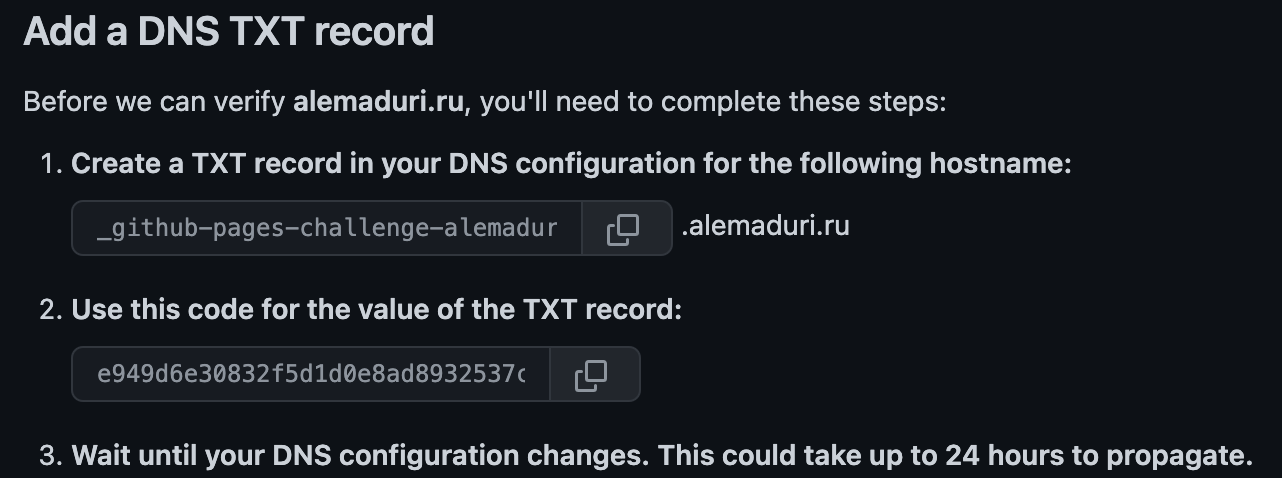 Add a DNS TXT record
Before we can verify alemaduri.ru, you'll need to complete these steps:
1. Create a TXT record in your DNS configuration for the following hostname:
_github-pages-challenge-alemadur .alemaduri.ru
2. Use this code for the value of the TXT record:
e949d6e30832f5d1d0e8ad8932537c
3. Wait until your DNS configuration changes. This could take up to 24 hours to propagate.